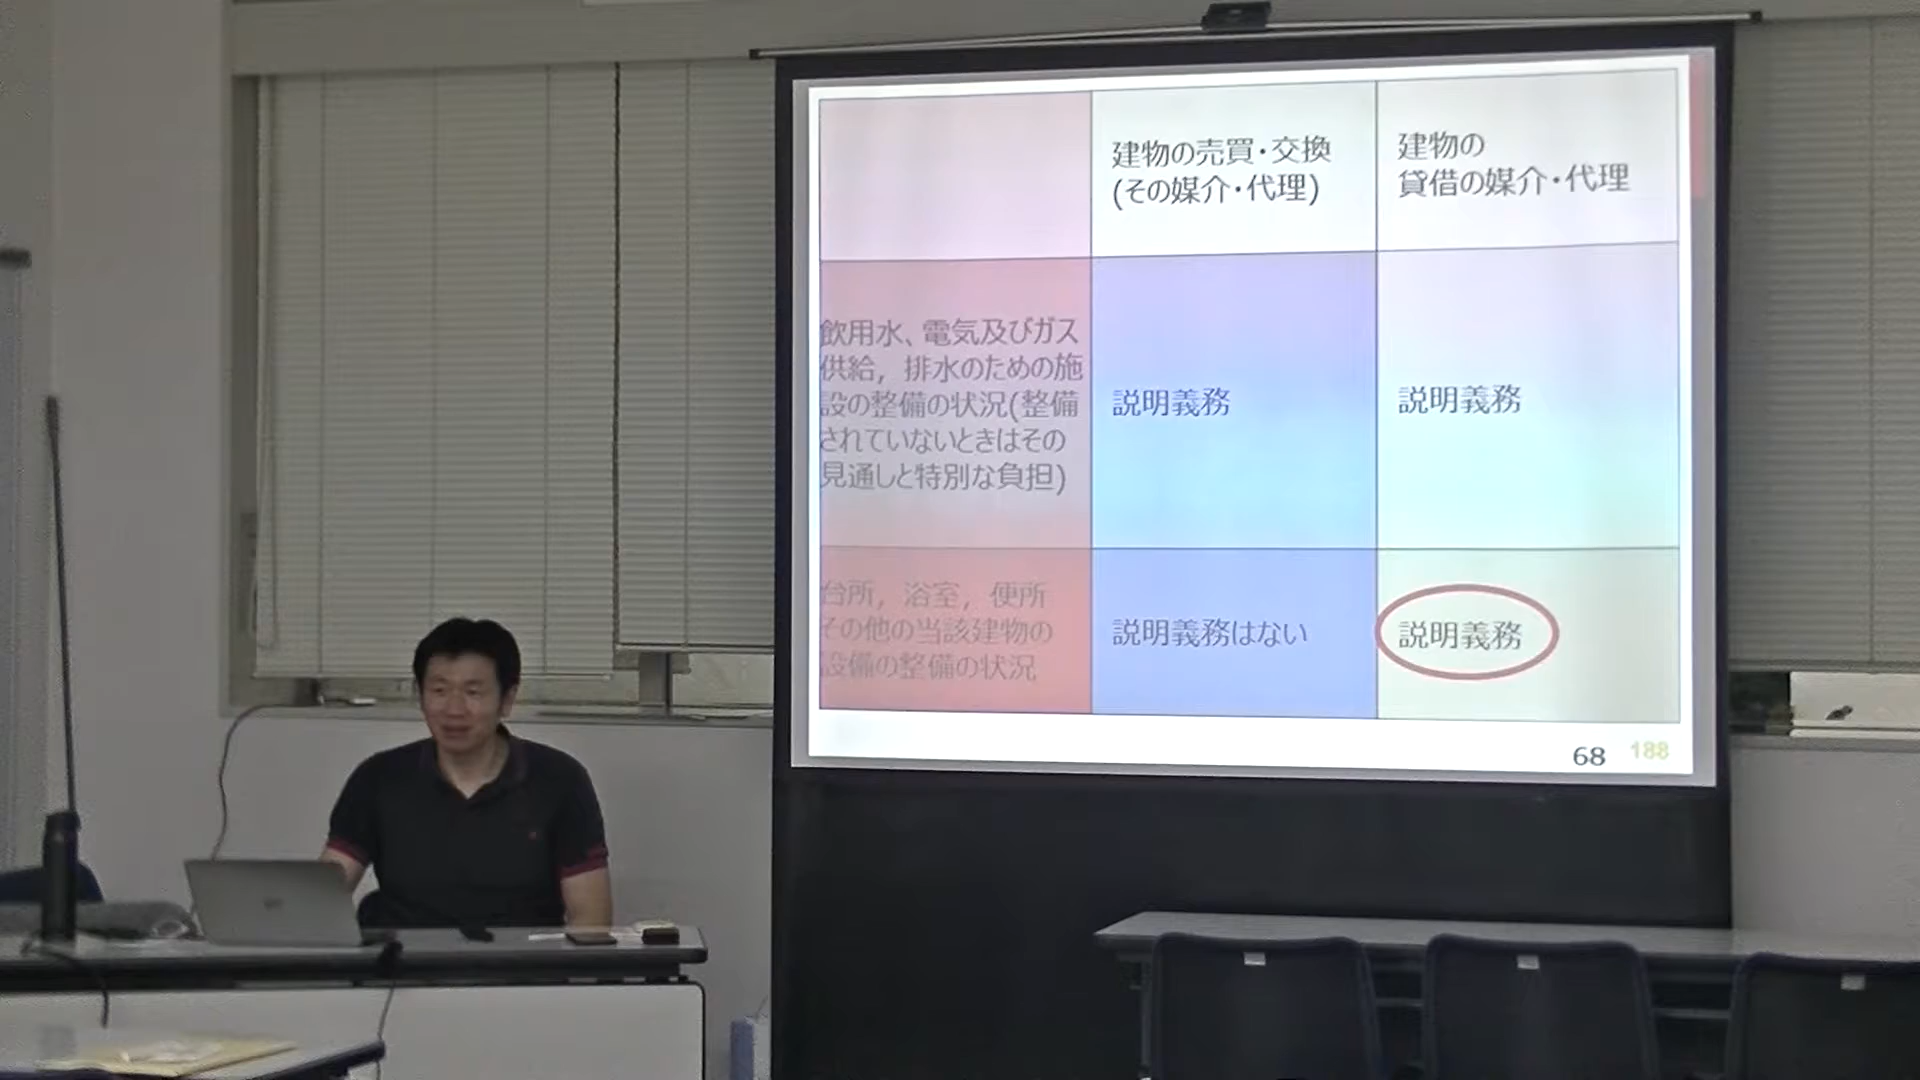 建物の売買・交換
(その媒介・代理)
建物の
貸借の媒介・代理
飲用水、電気及びガス
供給，排水のための施
設の整備の状況(整備
されていないときはその
見通しと特別な負担)
説明義務
説明義務
台所，浴室，便所
その他の当該建物の
設備の整備の状況
説明義務はない
説明義務
68
188